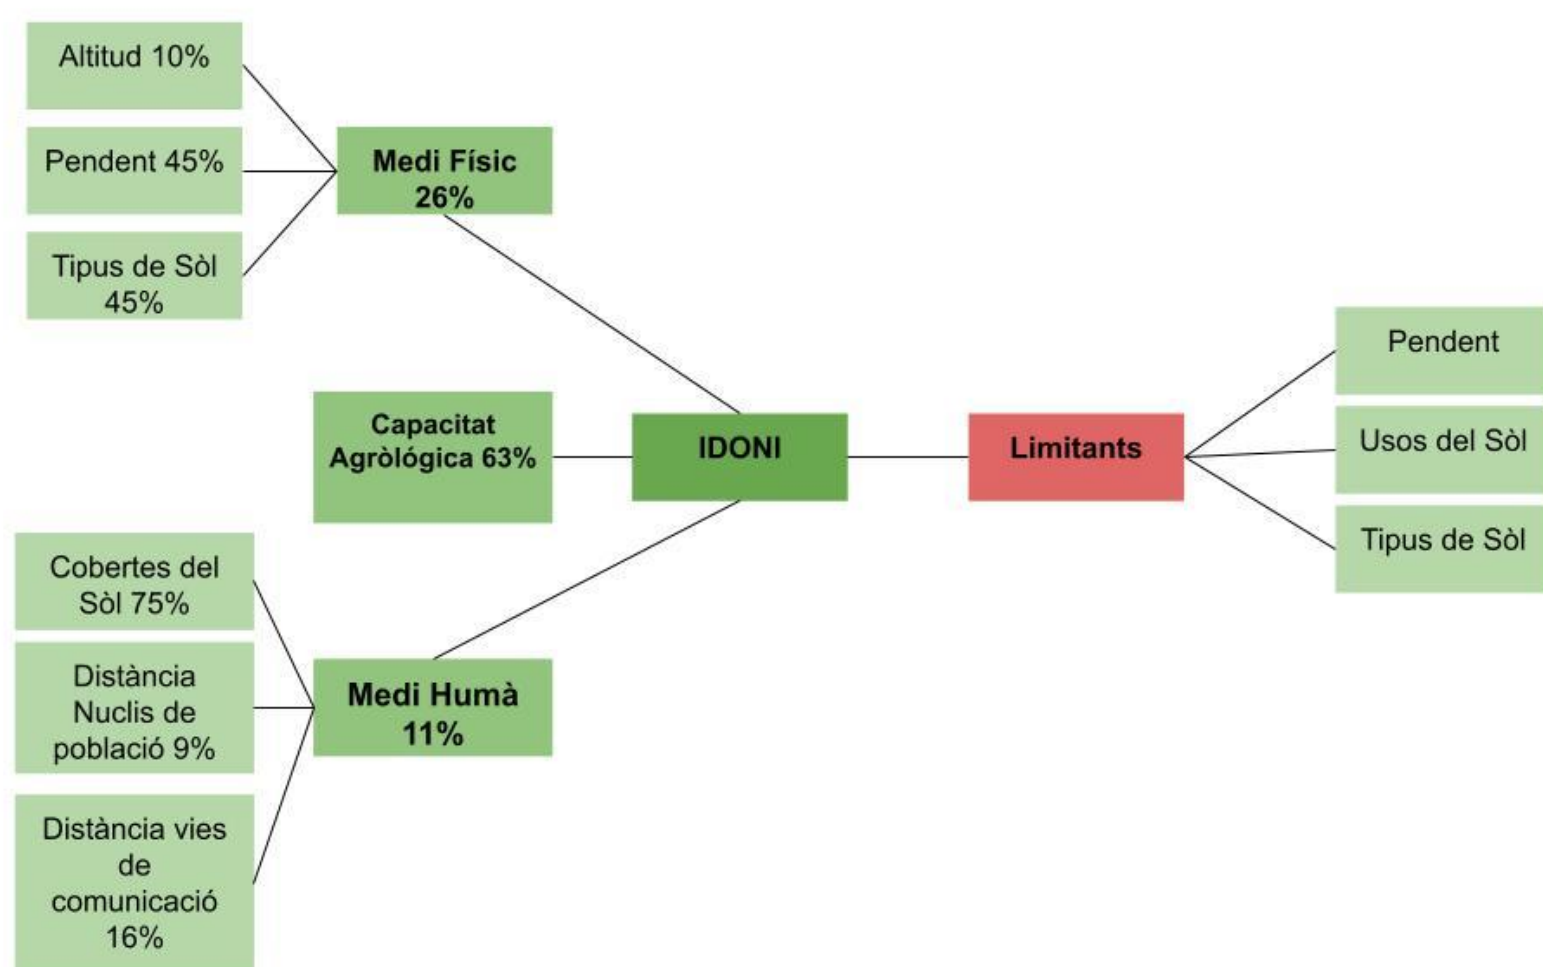 Altitud 10%
Pendent 45%
Tipus de Sòl
45%
Medi Físic
26%
Capacitat
Agròlógica 63%
IDONI
Limitants
Pendent
Usos del Sòl
Tipus de Sòl
Cobertes del
Sòl 75%
Distància
Nuclis de
població 9%
Distància vies
de
comunicació
16%
Medi Humà
11%